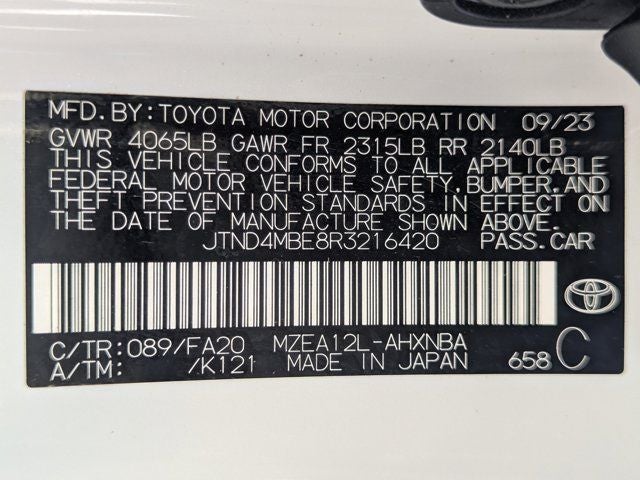 MFD. BY: TOYOTA MOTOR CORPORATION 09/23
GVWR 4065LB GAWR FR 2315LB RR 2140LB
THIS VEHICLE CONFORMS TO ALL APPLICABLE
FEDERAL MOTOR VEHICLE SAFETY, BUMPER, AND
THEFT PREVENTION STANDARDS IN EFFECT ON
THE DATE OF MANUFACTURE SHOWN ABOVE.
JTND4MBE8R3216420 PASS. CAR
C/TR: 089/FA20 MZEA12L-AHXNBA
A/TM: /K121 MADE IN JAPAN 658 C